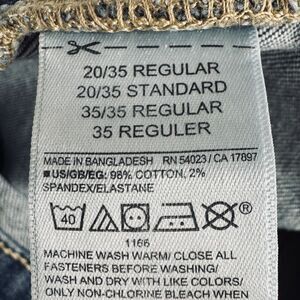 20/35 REGULAR
20/35 STANDARD
35/35 REGULAR
35 REGULER
MADE IN BANGLADESH RN 54023 / CA 17897
■US/GB/EG: 98% COTTON, 2%
SPANDEX/ELASTANE
40 ®
1166
MACHINE WASH WARM/ CLOSE ALL
FASTENERS BEFORE WASHING/
WASH AND DRY WITH LIKE COLORS/
ONLY NON-CHLORINE BLEACH WHEN